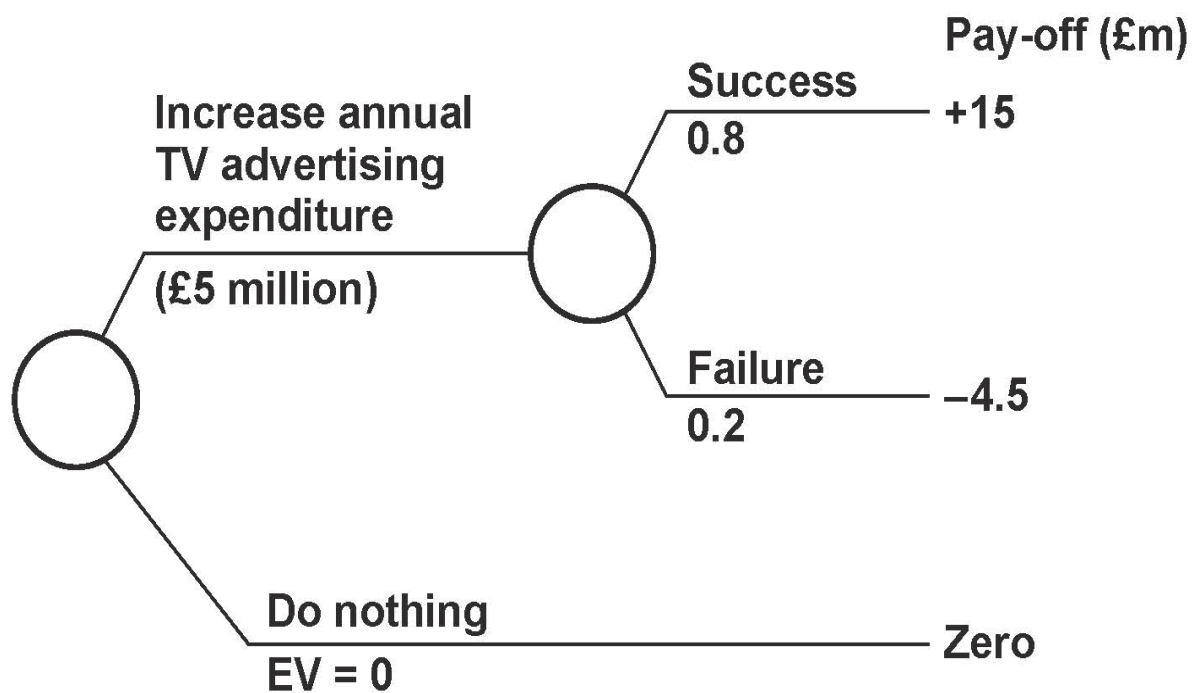 Pay-off (£m)
Increase annual
TV advertising
expenditure
(£5 million)
Success
0.8
+15
Failure
0.2
–4.5
Do nothing
EV = 0
Zero